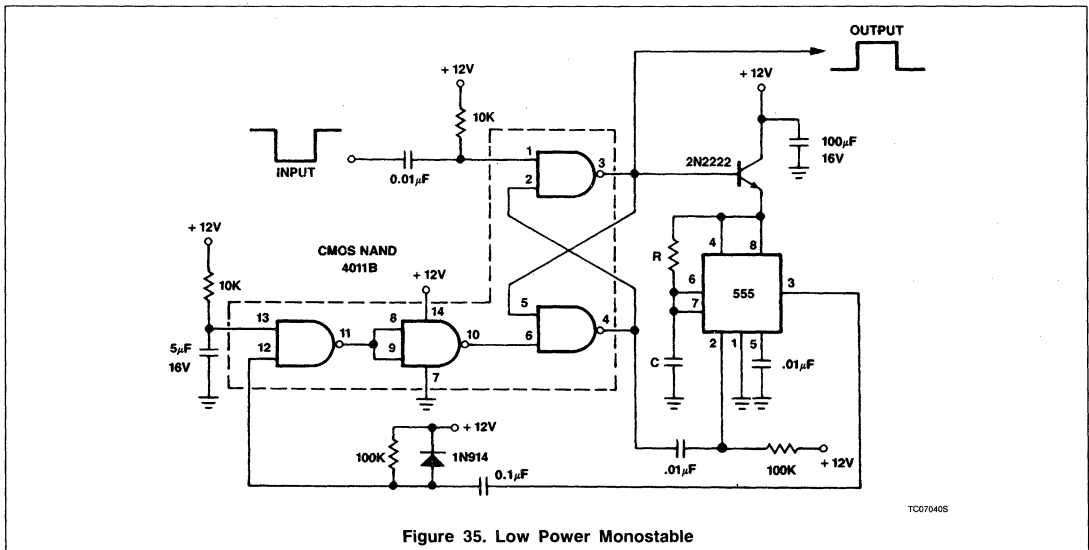 OUTPUT
+ 12V
+ 12V
10K
100μF
16V
INPUT
0.01μF
1
2
3
2N2222
+ 12V
CMOS NAND
4011B
+ 12V
R
4
8
10K
6
7
555
3
13
12
11
8
9
14
10
7
5
6
4
2
1
5
5μF
16V
C
.01μF
+ 12V
100K
1N914
0.1μF
.01μF
100K
+ 12V
TC07040S
Figure 35. Low Power Monostable